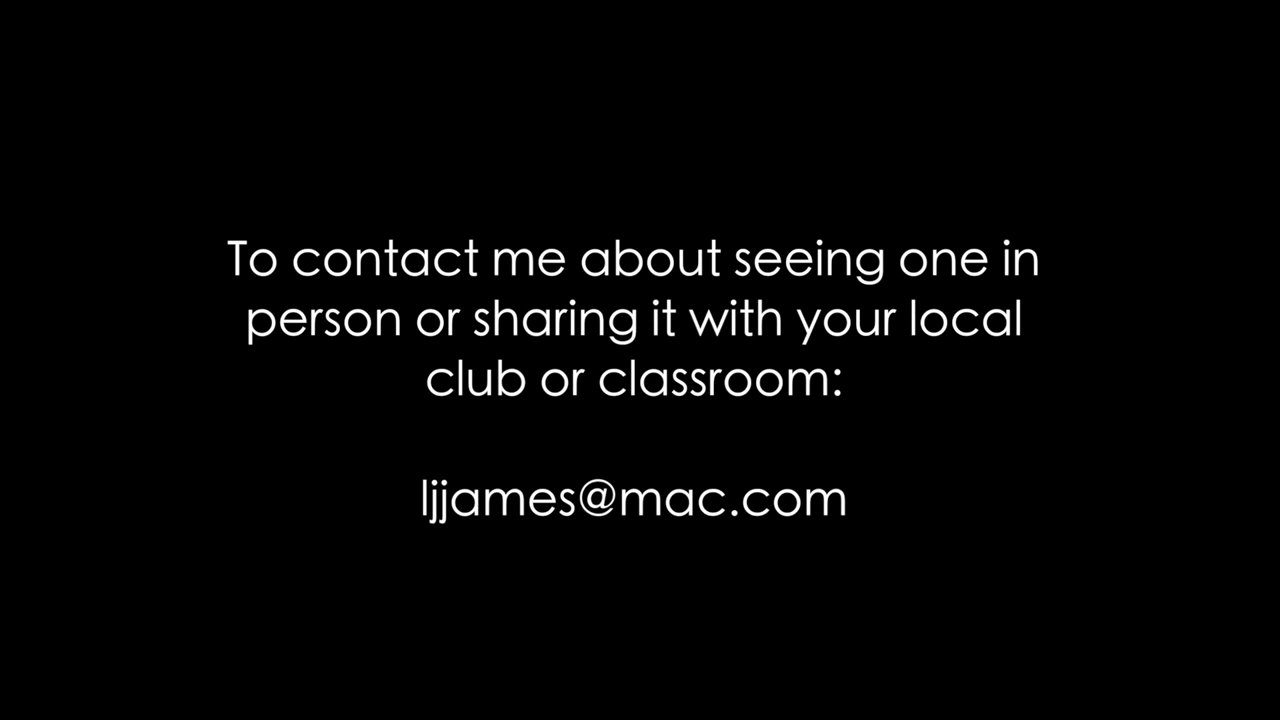 To contact me about seeing one in
person or sharing it with your local
club or classroom:
ljjames@mac.com